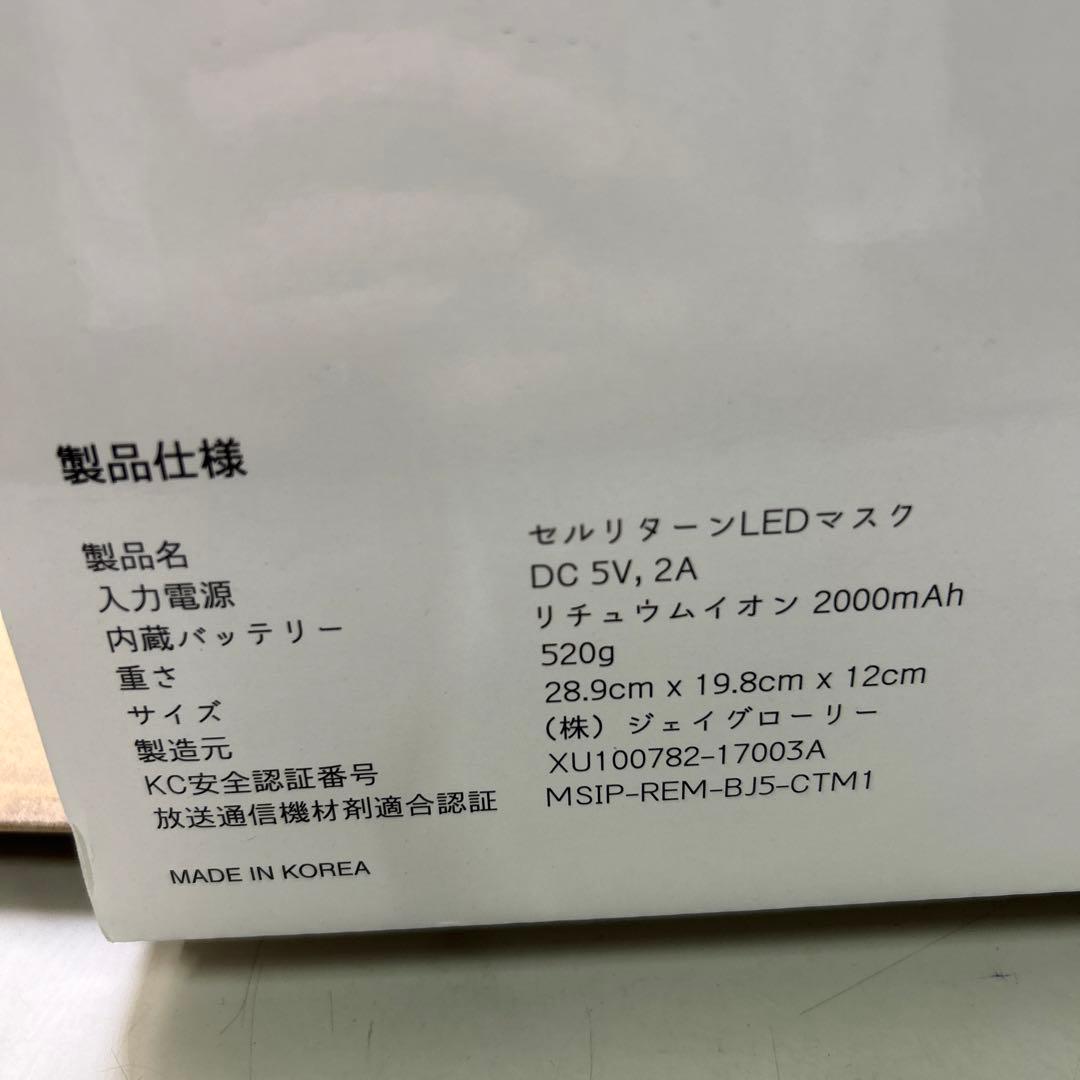 製品仕様
製品名 セルリターンLEDマスク
入力電源 DC 5V, 2A
内蔵バッテリー リチュウムイオン 2000mAh
重さ 520g
サイズ 28.9cm x 19.8cm x 12cm
製造元 (株) ジェイグローリー
KC安全認証番号 XU100782-17003A
放送通信機材剤適合認証 MSIP-REM-BJ5-CTM1
MADE IN KOREA